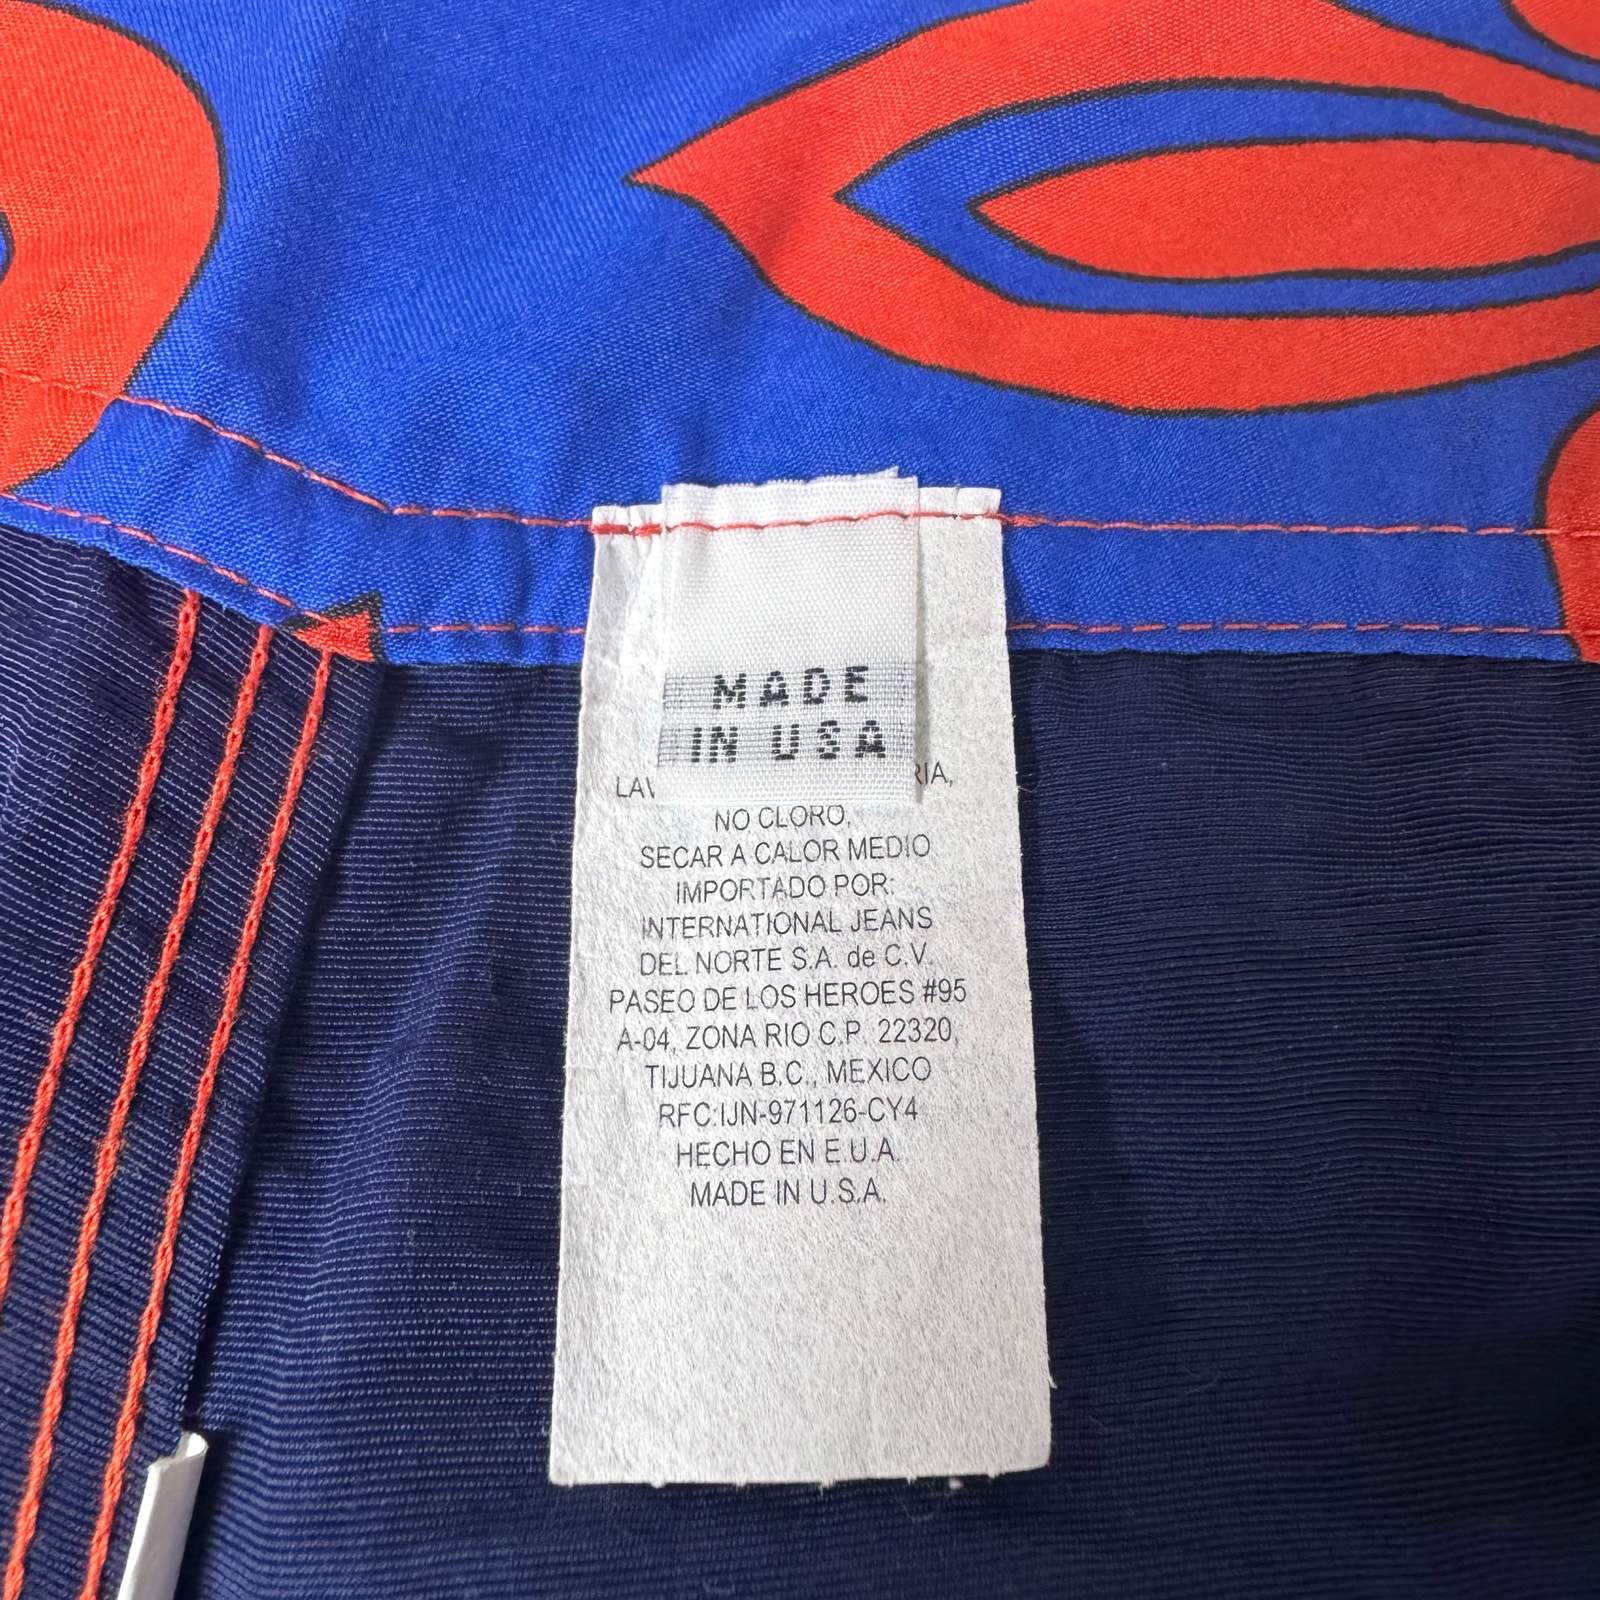 MADE
IN USA
NO CLORO,
SECAR A CALOR MEDIO
IMPORTADO POR:
INTERNATIONAL JEANS
DEL NORTE S.A. de C.V.
PASEO DE LOS HEROES #95
A-04, ZONA RIO C.P. 22320,
TIJUANA B.C., MEXICO
RFC:IJN-971126-CY4
HECHO EN E.U.A.
MADE IN U.S.A.